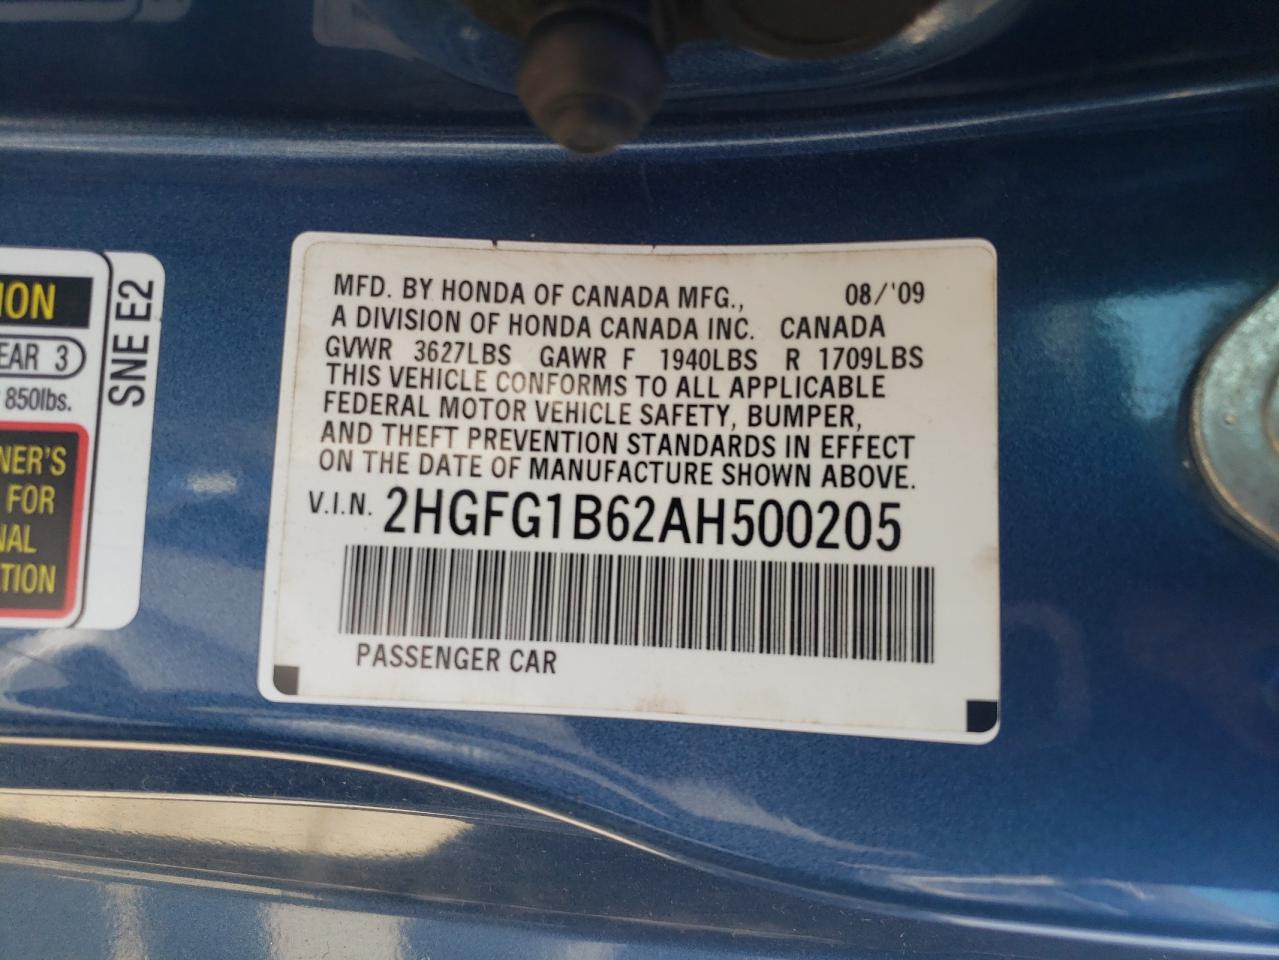 ION
EAR 3
850lbs.
NER'S
FOR
NAL
TION
SNE E2
MFD. BY HONDA OF CANADA MFG., 08/'09
A DIVISION OF HONDA CANADA INC. CANADA
GVWR 3627LBS GAWR F 1940LBS R 1709LBS
THIS VEHICLE CONFORMS TO ALL APPLICABLE
FEDERAL MOTOR VEHICLE SAFETY, BUMPER,
AND THEFT PREVENTION STANDARDS IN EFFECT
ON THE DATE OF MANUFACTURE SHOWN ABOVE.
V.I.N. 2HGFG1B62AH500205
PASSENGER CAR